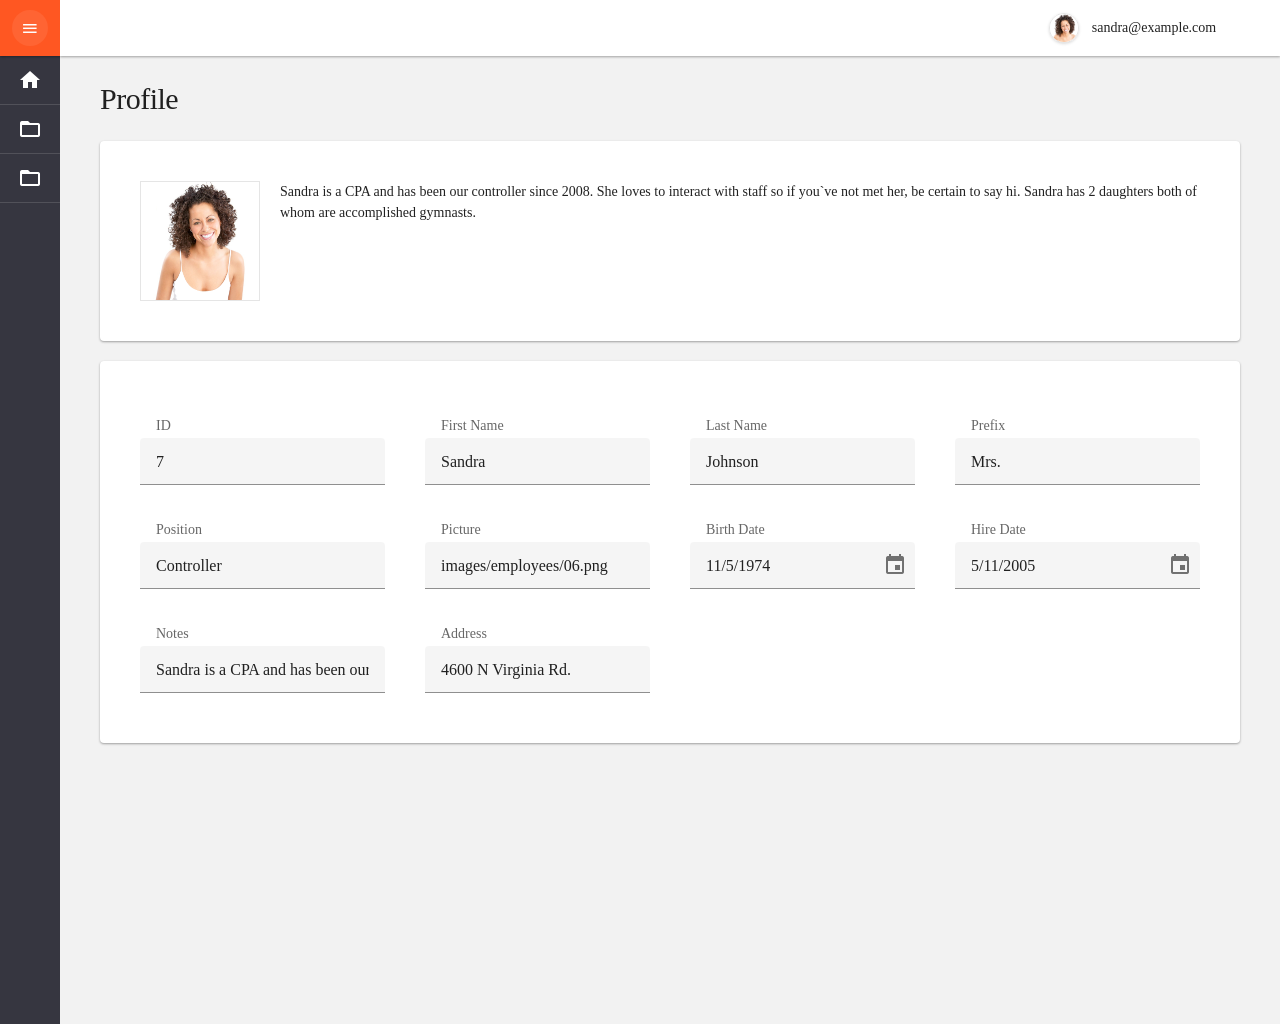 sandra@example.com
Profile
Sandra is a CPA and has been our controller since 2008. She loves to interact with staff so if you`ve not met her, be certain to say hi. Sandra has 2 daughters both of
whom are accomplished gymnasts.
ID
First Name
Last Name
Prefix
7
Sandra
Johnson
Mrs.
Position
Picture
Birth Date
Hire Date
Controller
images/employees/06.png
11/5/1974
5/11/2005
Notes
Address
Sandra is a CPA and has been our
4600 N Virginia Rd.